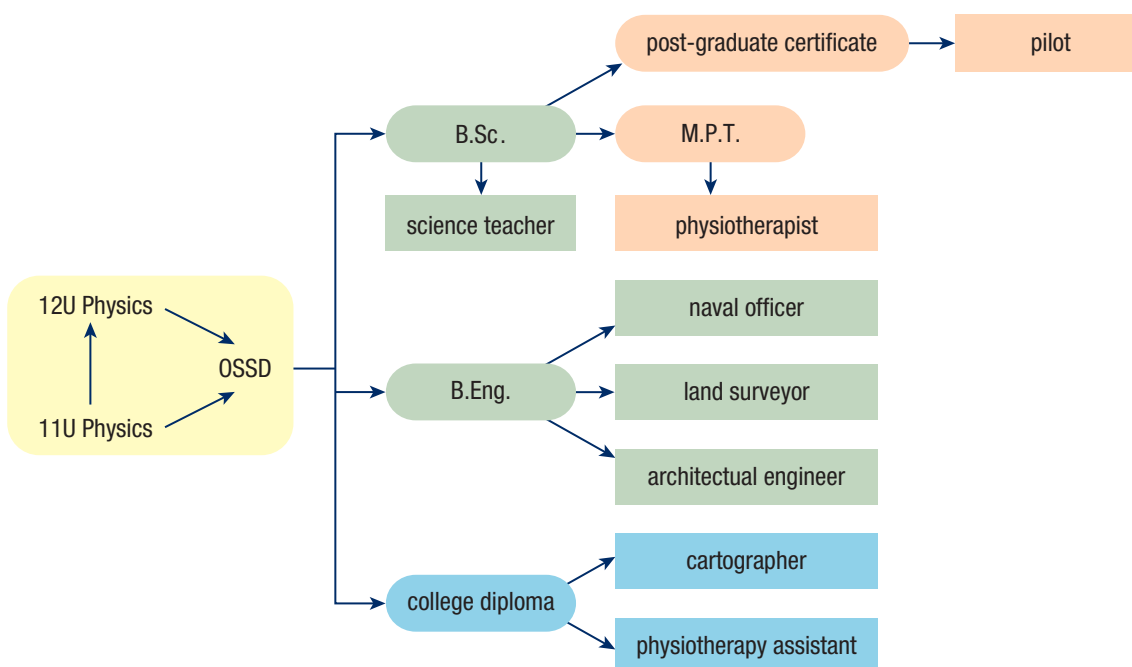 post-graduate certificate
pilot
B.Sc.
M.P.T.
science teacher
physiotherapist
12U Physics
OSSD
11U Physics
naval officer
B.Eng.
land surveyor
architectual engineer
cartographer
college diploma
physiotherapy assistant